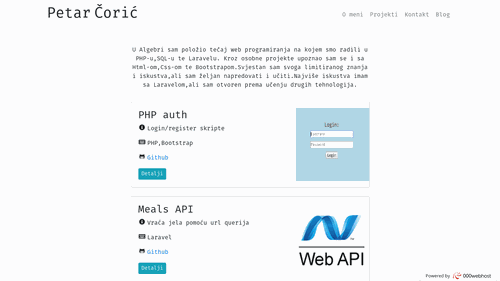 Petar Čorić
O meni Projekti Kontakt Blog
U Algebri sam položio tečaj web programiranja na kojem smo radili u
PHP-u,SQL-u te Laravelu. Kroz osobne projekte upoznao sam se i sa
Html-om,Css-om te Bootstrapom.Svjestan sam svoga limitiranog znanja
i iskustva,ali sam željan napredovati i učiti.Najviše iskustva imam
sa Laravelom,ali sam otvoren prema učenju drugih tehnologija.
PHP auth
Login/register skripte
PHP,Bootstrap
Github
Detalji
Login:
Password
Login
Meals API
Vraća jela pomoću url querija
Laravel
Github
Detalji
Web API
Powered by 000webhost